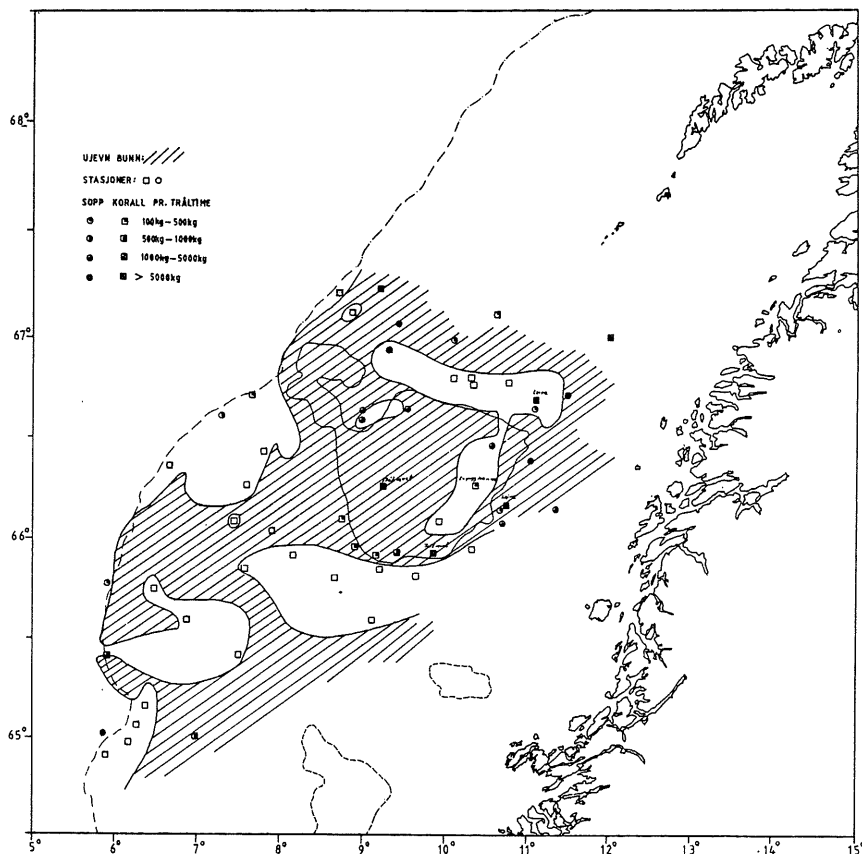 68°
UJEVN BUNN:
STASJONER:
SOPP KORALL PR. TRÅLTIME
100kg–500kg
500kg–1000kg
1000kg–5000kg
> 5000kg
67°
66°
65°
5° 6° 7° 8° 9° 10° 11° 12° 13° 14° 15